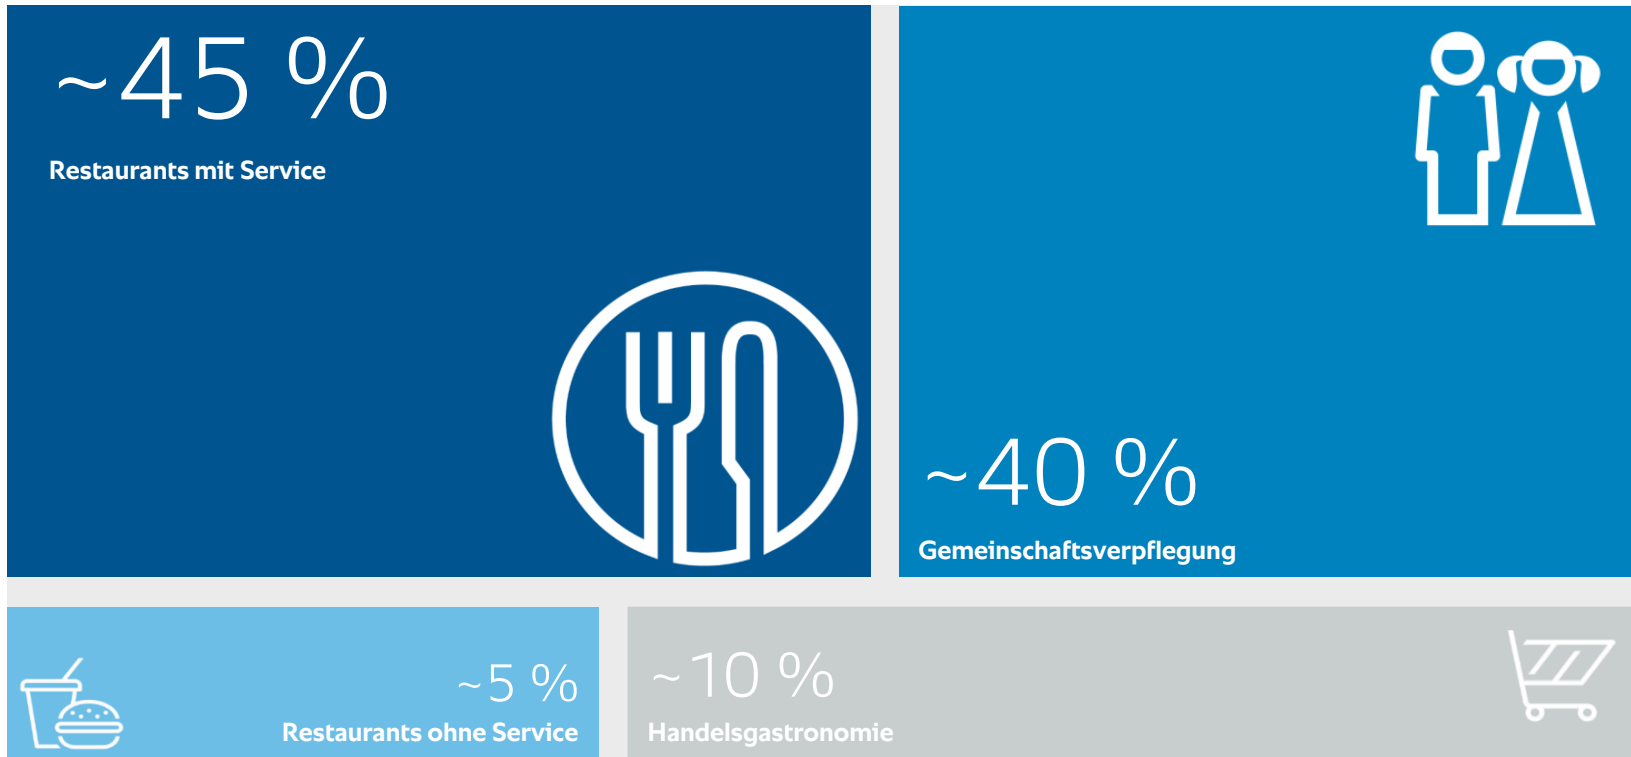 ~45 %
Restaurants mit Service
~40 %
Gemeinschaftsverpflegung
~5 %
Restaurants ohne Service
~10 %
Handelsgastronomie